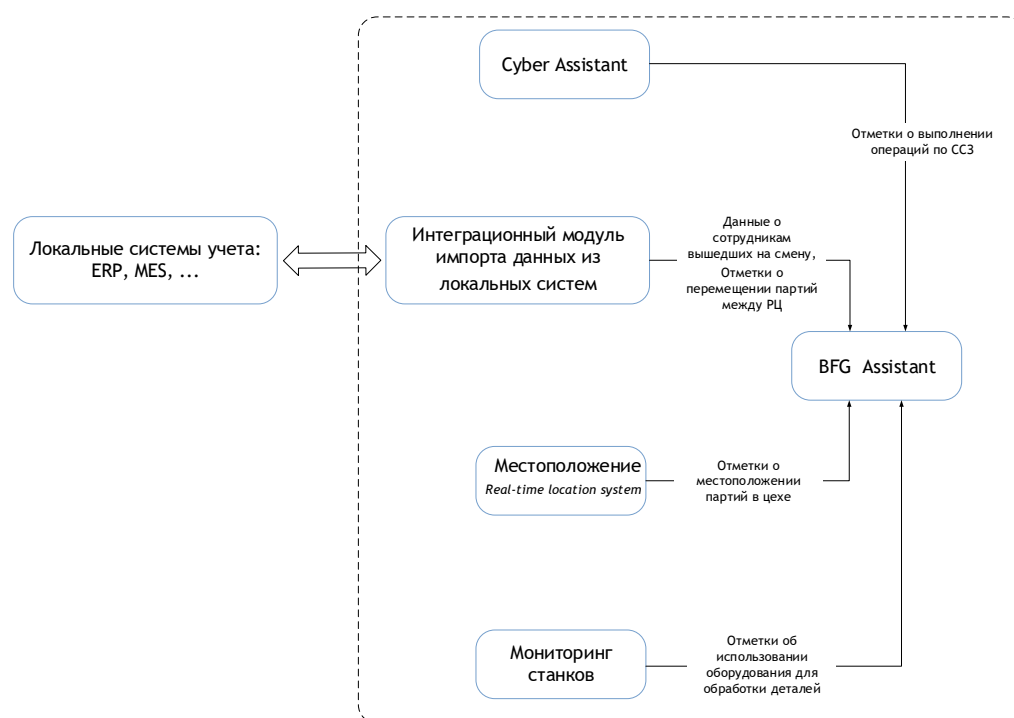 Cyber Assistant
Отметки о выполнении
операций по ССЗ
Локальные системы учета:
ERP, MES, ...
Интеграционный модуль
импорта данных из
локальных систем
Данные о
сотрудникам
вышедших на смену,
Отметки о
перемещении партий
между РЦ
BFG Assistant
Местоположение
Real-time location system
Отметки о
местоположении
партий в цехе
Мониторинг
станков
Отметки об
использовании
оборудования для
обработки деталей